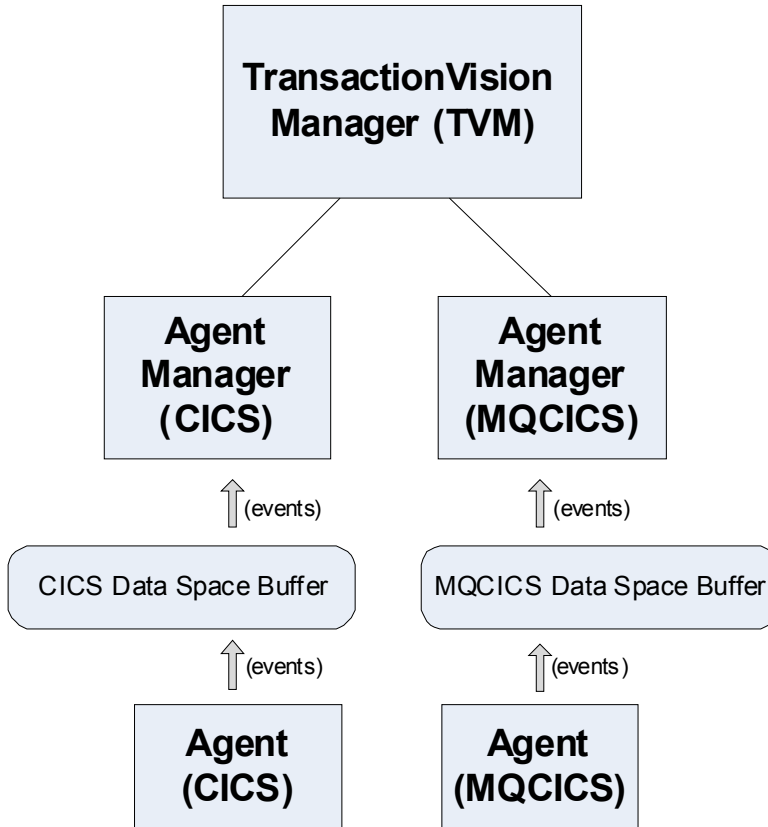 TransactionVision
Manager (TVM)
Agent
Manager
(CICS)
Agent
Manager
(MQCICS)
(events)
(events)
CICS Data Space Buffer
MQCICS Data Space Buffer
(events)
(events)
Agent
(CICS)
Agent
(MQCICS)